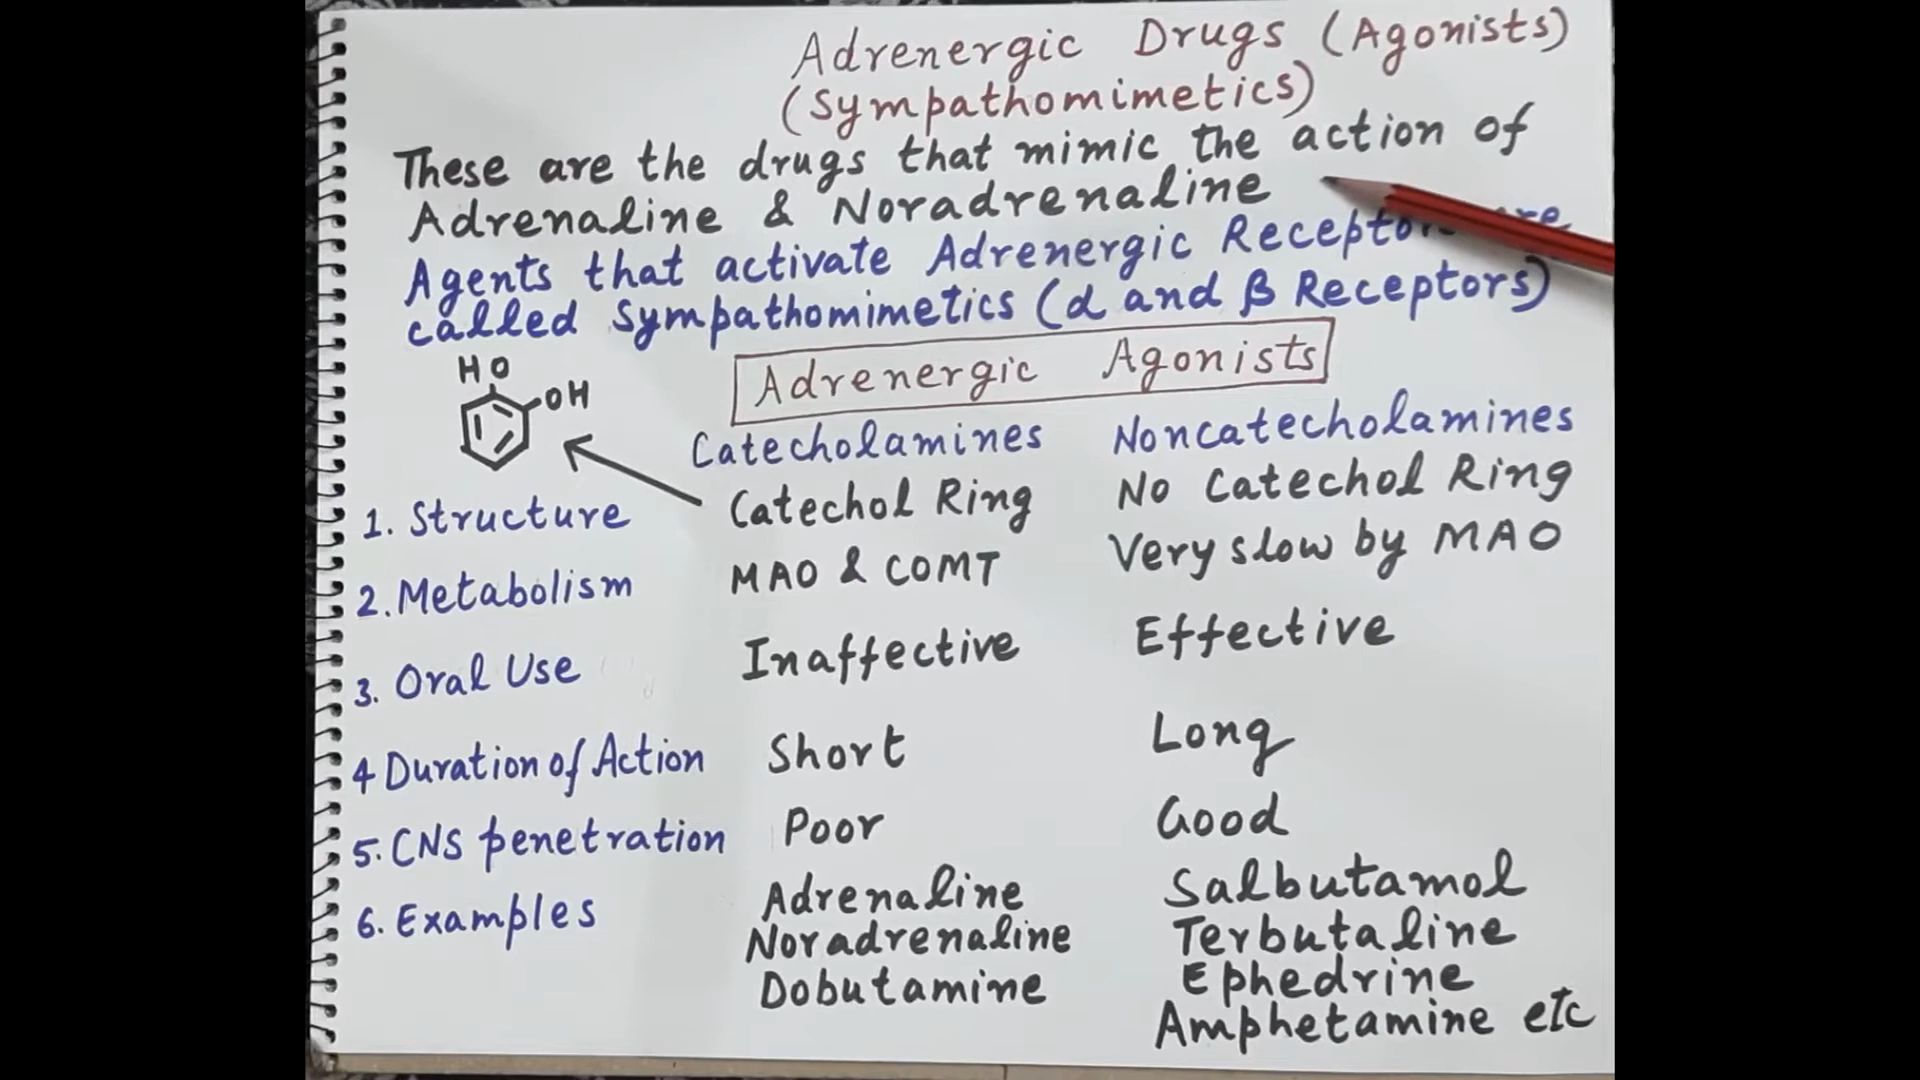 Adrenergic Drugs (Agonists)
(Sympathomimetics)
These are the drugs that mimic the action of
Adrenaline & Noradrenaline
Agents that activate Adrenergic
called Sympathomimetics (α and β Receptors)
HO
OH
Adrenergic Agonists
Catecholamines Noncatecholamines
1. Structure Catechol Ring No Catechol Ring
2. Metabolism MAO & COMT Very slow by MAO
3. Oral Use Inaffective Effective
4 Duration of Action Short Long
5. CNS penetration Poor Good
6. Examples Adrenaline Salbutamol
Noradrenaline Terbutaline
Dobutamine Ephedrine
Amphetamine etc